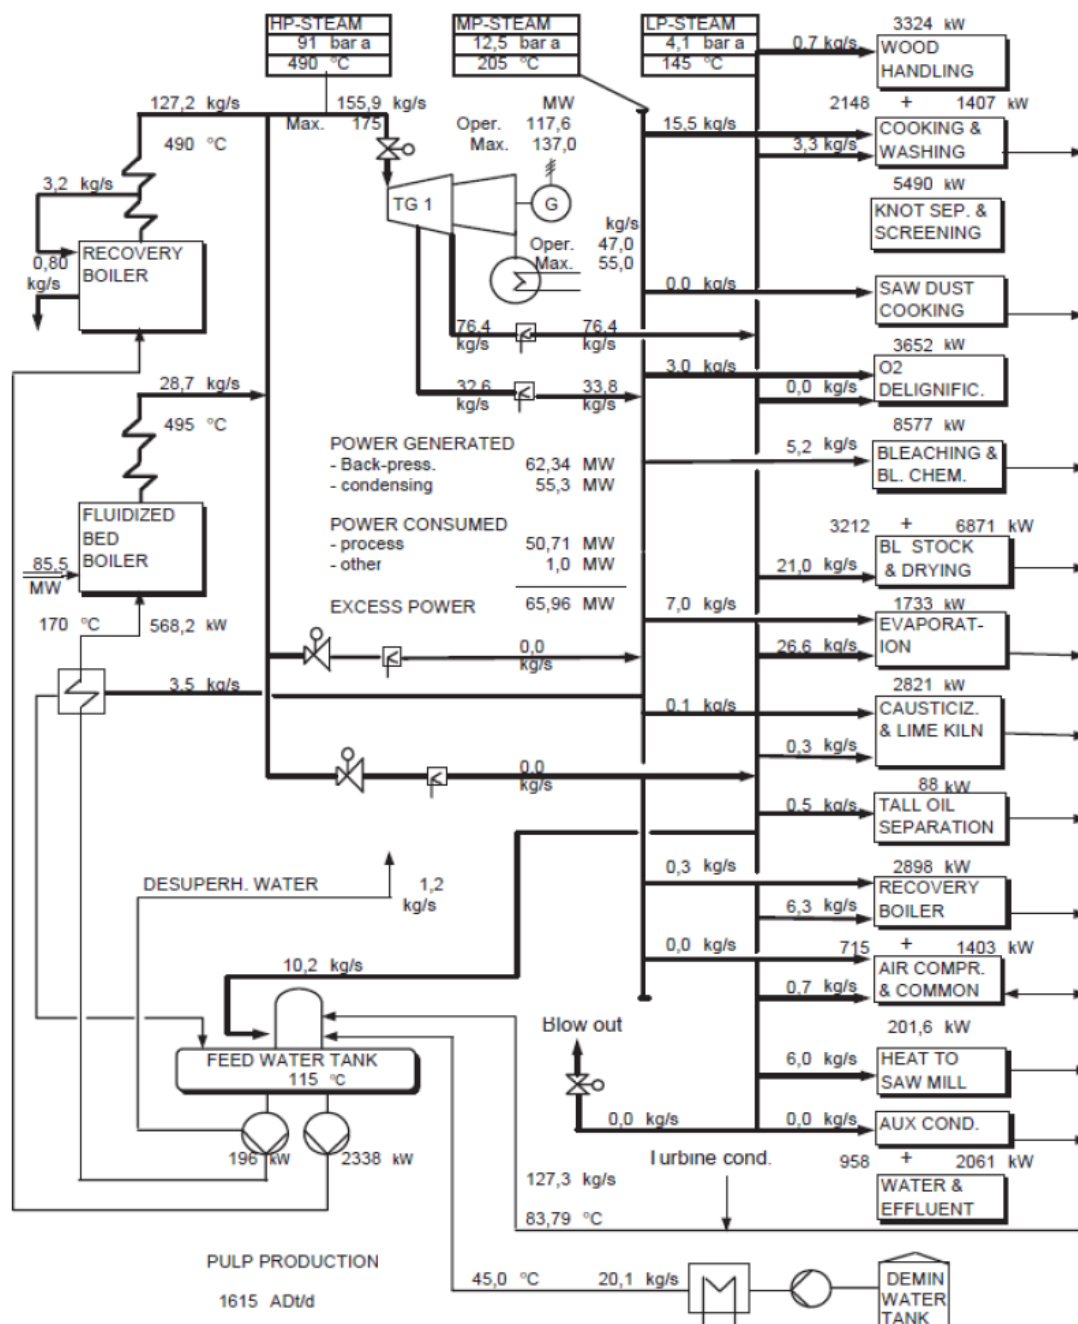 HP-STEAM
91 bar a
490 °C
MP-STEAM
12,5 bar a
205 °C
LP-STEAM
4,1 bar a
145 °C
3324 kW
0,7 kg/s
WOOD
HANDLING
127,2 kg/s
155,9 kg/s
Max. 175
MW
Oper. 117,6
Max. 137,0
2148 + 1407 kW
15,5 kg/s
3,3 kg/s
COOKING &
WASHING
490 °C
3,2 kg/s
TG 1
G
5490 kW
KNOT SEP. &
SCREENING
RECOVERY
BOILER
0,80
kg/s
kg/s
Oper. 47,0
Max. 55,0
0,0 kg/s
SAW DUST
COOKING
76,4
kg/s
76,4
kg/s
3652 kW
3,0 kg/s
0,0 kg/s
O2
DELIGNIFIC.
28,7 kg/s
32,6
kg/s
33,8
kg/s
495 °C
8577 kW
5,2 kg/s
BLEACHING &
BL. CHEM.
POWER GENERATED
- Back-press. 62,34 MW
- condensing 55,3 MW
FLUIDIZED
BED
BOILER
85,5
MW
POWER CONSUMED
- process 50,71 MW
- other 1,0 MW
EXCESS POWER 65,96 MW
3212 + 6871 kW
21,0 kg/s
BL STOCK
& DRYING
170 °C
568,2 kW
7,0 kg/s
1733 kW
EVAPORAT-
ION
26,6 kg/s
0,0
kg/s
3,5 kg/s
2821 kW
0,1 kg/s
CAUSTICIZ.
& LIME KILN
0,3 kg/s
0,0
kg/s
88 kW
0,5 kg/s
TALL OIL
SEPARATION
DESUPERH. WATER
1,2
kg/s
0,3 kg/s
2898 kW
RECOVERY
BOILER
6,3 kg/s
10,2 kg/s
0,0 kg/s
715 + 1403 kW
AIR COMPR.
& COMMON
0,7 kg/s
Blow out
201,6 kW
FEED WATER TANK
115 °C
6,0 kg/s
HEAT TO
SAW MILL
0,0 kg/s
0,0 kg/s
AUX COND.
196 kW
2338 kW
Turbine cond.
958 + 2061 kW
127,3 kg/s
WATER &
EFFLUENT
83,79 °C
PULP PRODUCTION
1615 ADt/d
45,0 °C
20,1 kg/s
DEMIN
WATER
TANK